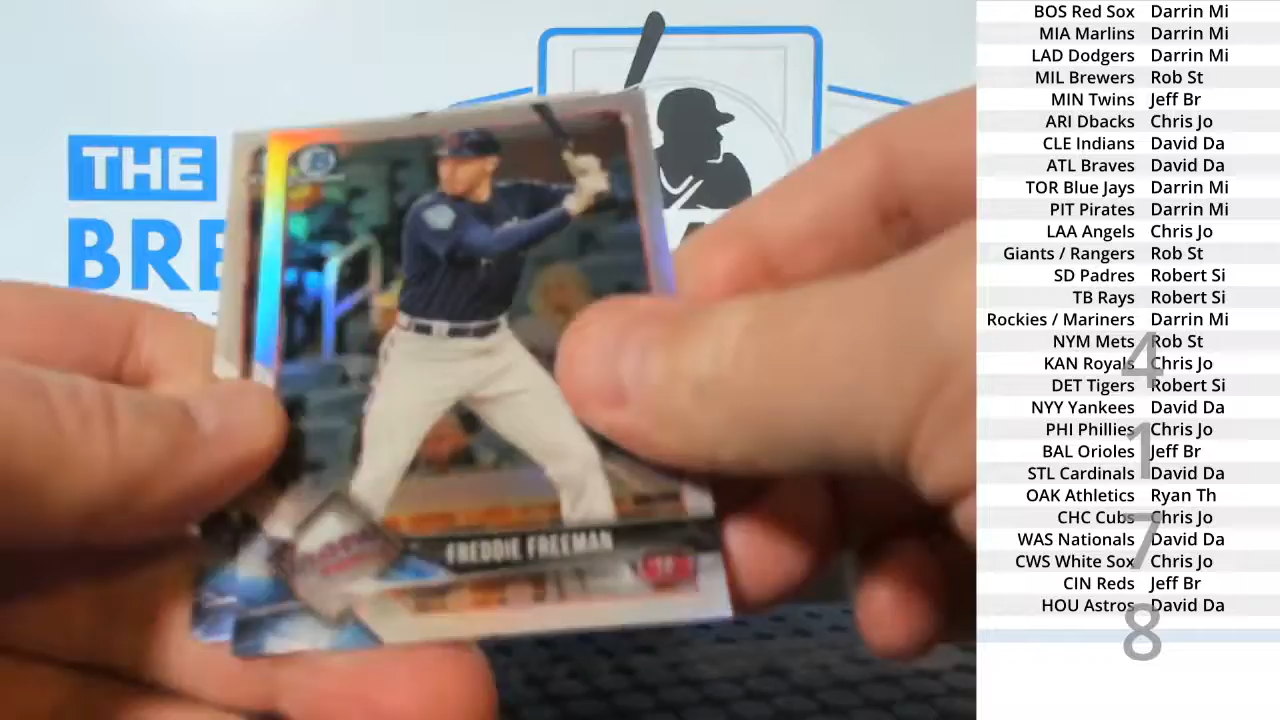 THE
BRE
FREDDIE FREEMAN
BOS Red Sox Darrin Mi
MIA Marlins Darrin Mi
LAD Dodgers Darrin Mi
MIL Brewers Rob St
MIN Twins Jeff Br
ARI Dbacks Chris Jo
CLE Indians David Da
ATL Braves David Da
TOR Blue Jays Darrin Mi
PIT Pirates Darrin Mi
LAA Angels Chris Jo
Giants / Rangers Rob St
SD Padres Robert Si
TB Rays Robert Si
Rockies / Mariners Darrin Mi
NYM Mets Rob St
KAN Royals Chris Jo
DET Tigers Robert Si
NYY Yankees David Da
PHI Phillies Chris Jo
BAL Orioles Jeff Br
STL Cardinals David Da
OAK Athletics Ryan Th
CHC Cubs Chris Jo
WAS Nationals David Da
CWS White Sox Chris Jo
CIN Reds Jeff Br
HOU Astros David Da
4
1
7
8